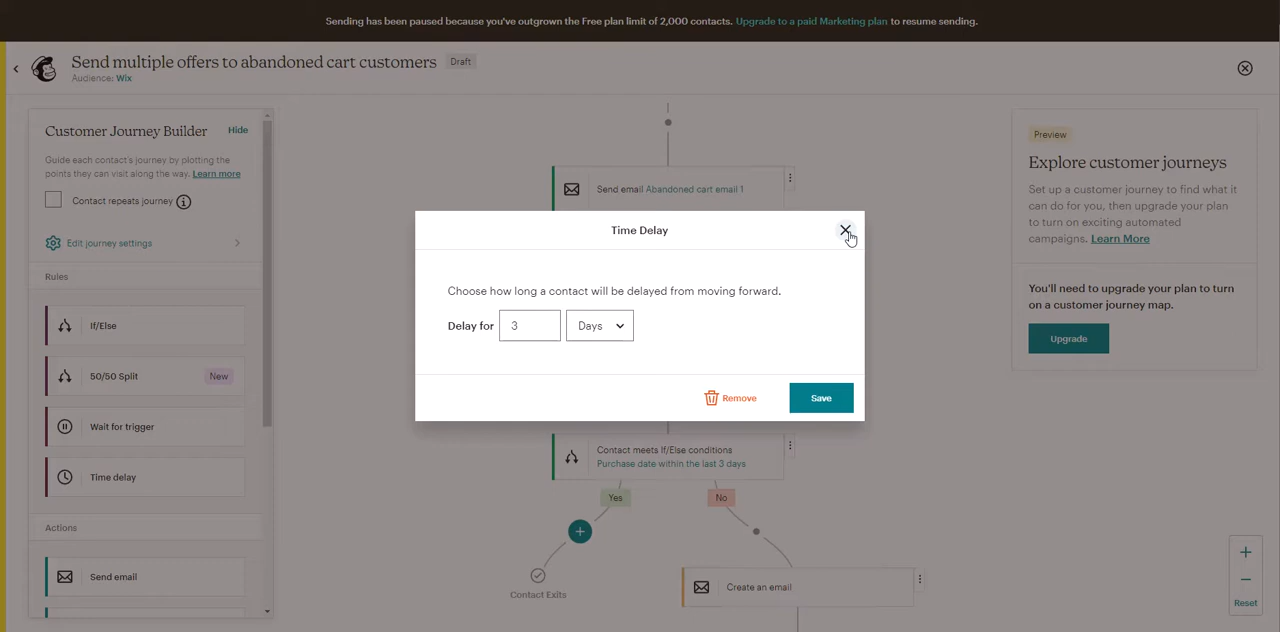 Sending has been paused because you've outgrown the Free plan limit of 2,000 contacts. Upgrade to a paid Marketing plan to resume sending.
Send multiple offers to abandoned cart customers Draft
Audience: Wix
Customer Journey Builder Hide
Guide each contact's journey by plotting the
points they can visit along the way. Learn more
Contact repeats journey
Edit journey settings
Rules
If/Else
50/50 Split New
Wait for trigger
Time delay
Actions
Send email
Send email Abandoned cart email 1
Time Delay
Choose how long a contact will be delayed from moving forward.
Delay for 3 Days
Remove Save
Contact meets If/Else conditions
Purchase date within the last 3 days
Yes No
Contact Exits
Create an email
Preview
Explore customer journeys
Set up a customer journey to find what it
can do for you, then upgrade your plan
to turn on exciting automated
campaigns. Learn More
You'll need to upgrade your plan to turn
on a customer journey map.
Upgrade
Reset